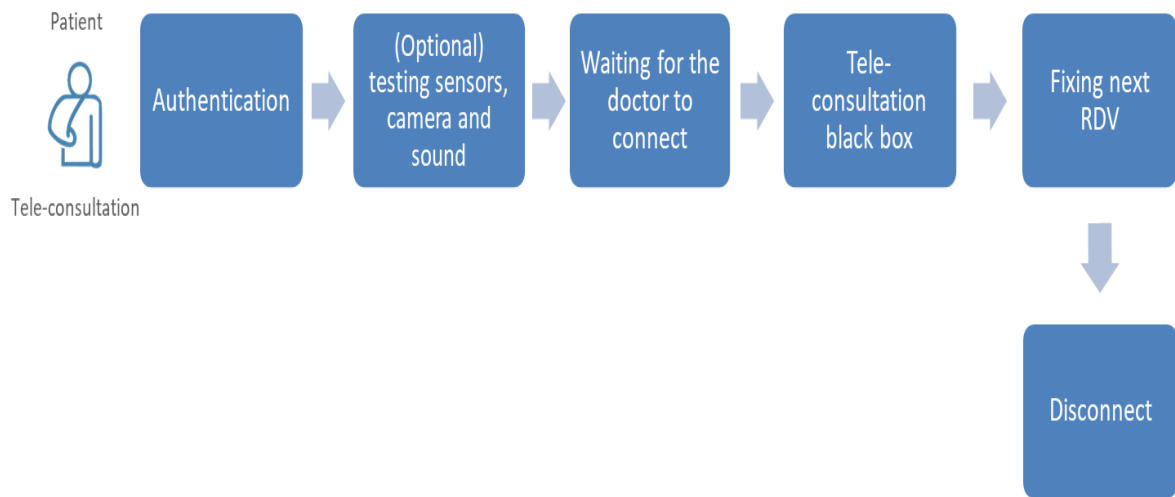 Patient
Tele-consultation
Authentication
(Optional)
testing sensors,
camera and
sound
Waiting for the
doctor to
connect
Tele-
consultation
black box
Fixing next
RDV
Disconnect